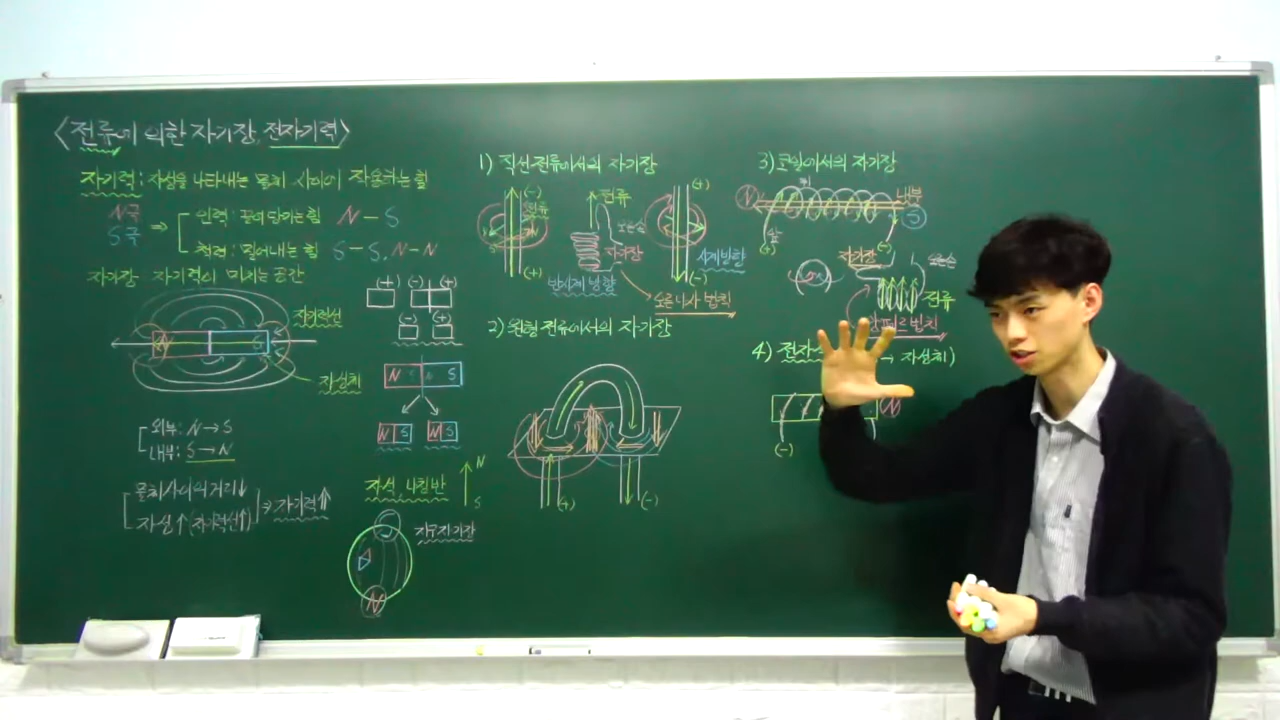 <전류에 의한 자기장, 전자기력>
자기력: 자성을 나타내는 물체 사이에 작용하는 힘
N극
S극
⇒
인력: 끌어당기는 힘 N-S
척력: 밀어내는 힘 S-S, N-N
자기장 자기력이 미치는 공간
자기력선
N
S
자성체
외부: N→S
내부: S→N
물체 사이의 거리↓
자성↑ (자기력선↑)
⇒ 자기력⇑
(+) (-) (+)
(-) (+)
N S
N S N S
자석, 나침반
N
S
지구자기장
N
1) 직선전류에서의 자기장
(-)
전류
(+)
전류
오른손
자기장
반시계 방향
(+)
시계방향
(-)
오른나사 법칙
2) 원형전류에서의 자기장
(+)
(-)
3) 코일에서의 자기장
N
뒤
내부
S
앞
(+)
(-)
자기장
오른손
전류
앙페르 법칙
4) 전자석
→ 자성체)
N
(-)